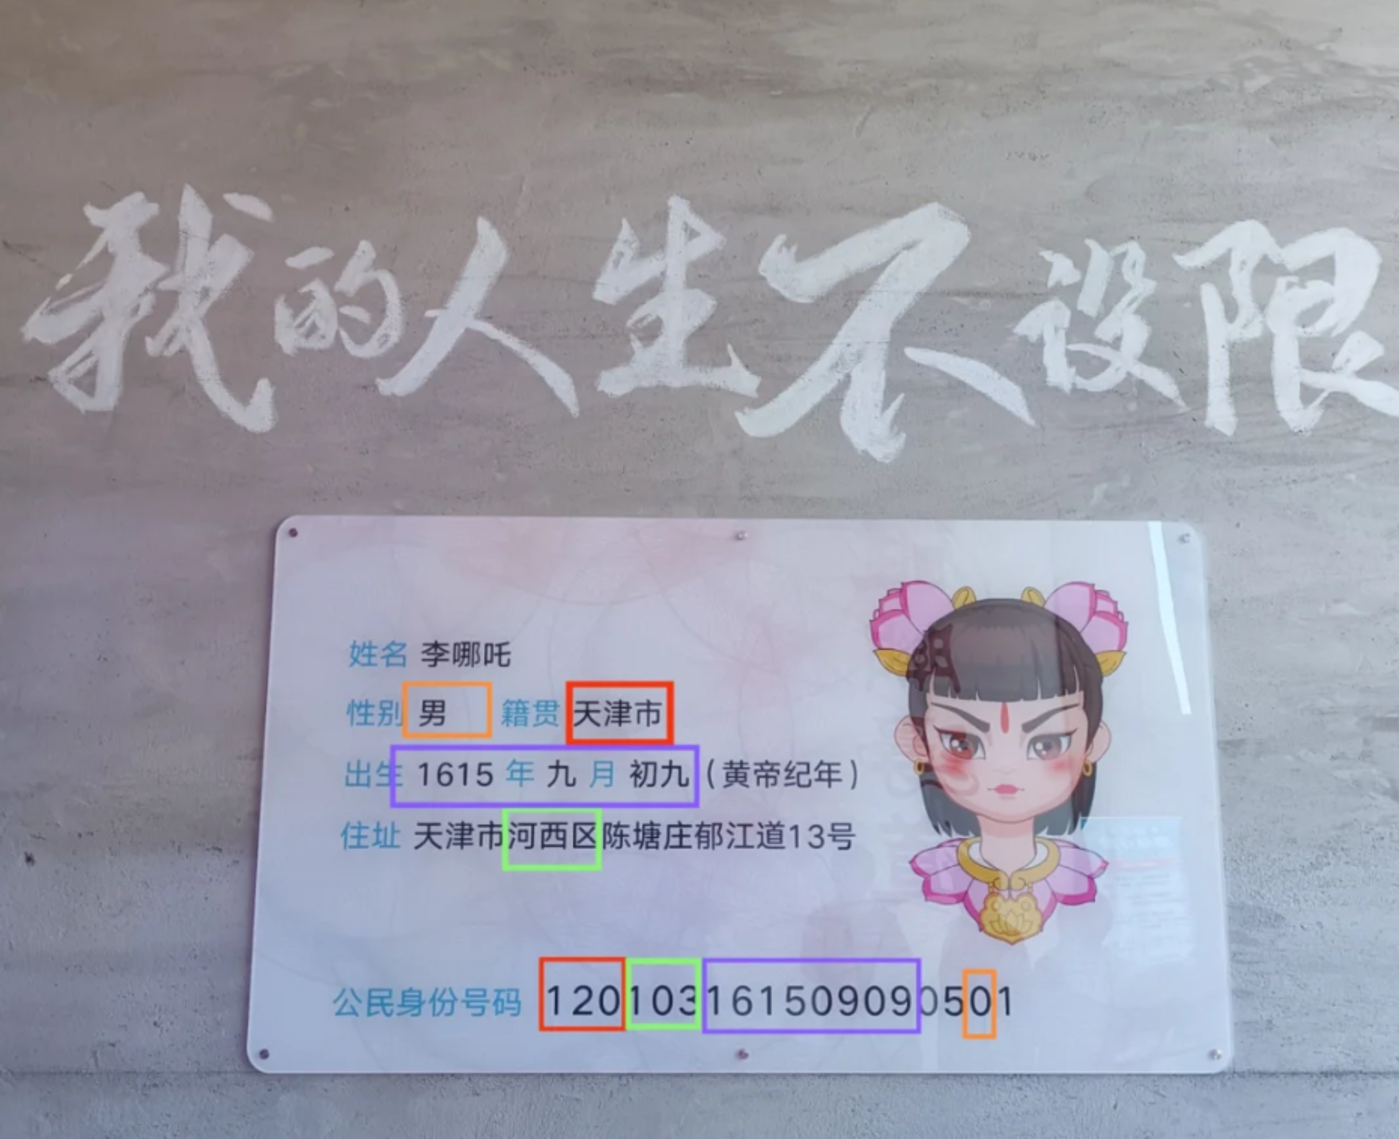 我的人生不设限
姓名 李哪吒
性别 男 籍贯 天津市
出生 1615 年 九 月 初九（黄帝纪年）
住址 天津市河西区陈塘庄郁江道13号
公民身份号码 120103161509090501